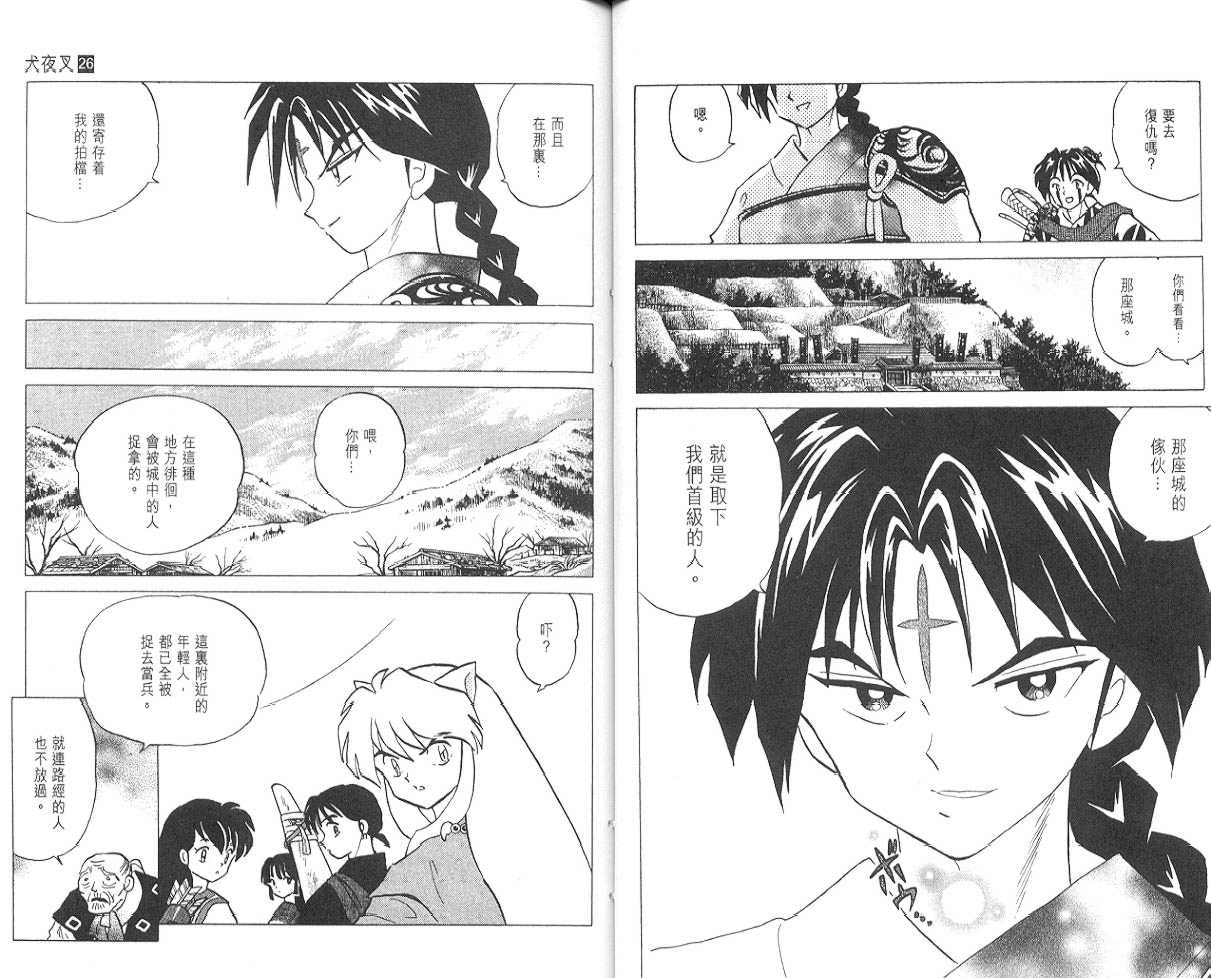 要去
復仇嗎？
嗯。
你們看看…
那座城。
那座城的
傢伙…
就是取下
我們首級的人。
ボウ…
犬夜叉26
而且
在那裏…
還寄存着
我的拍檔…
喂，
你們…
在這種
地方徘徊，
會被城中的人
捉拿的。
吓？
這裏附近的
年輕人，
都已全被
捉去當兵。
就連路經的人
也不放過。